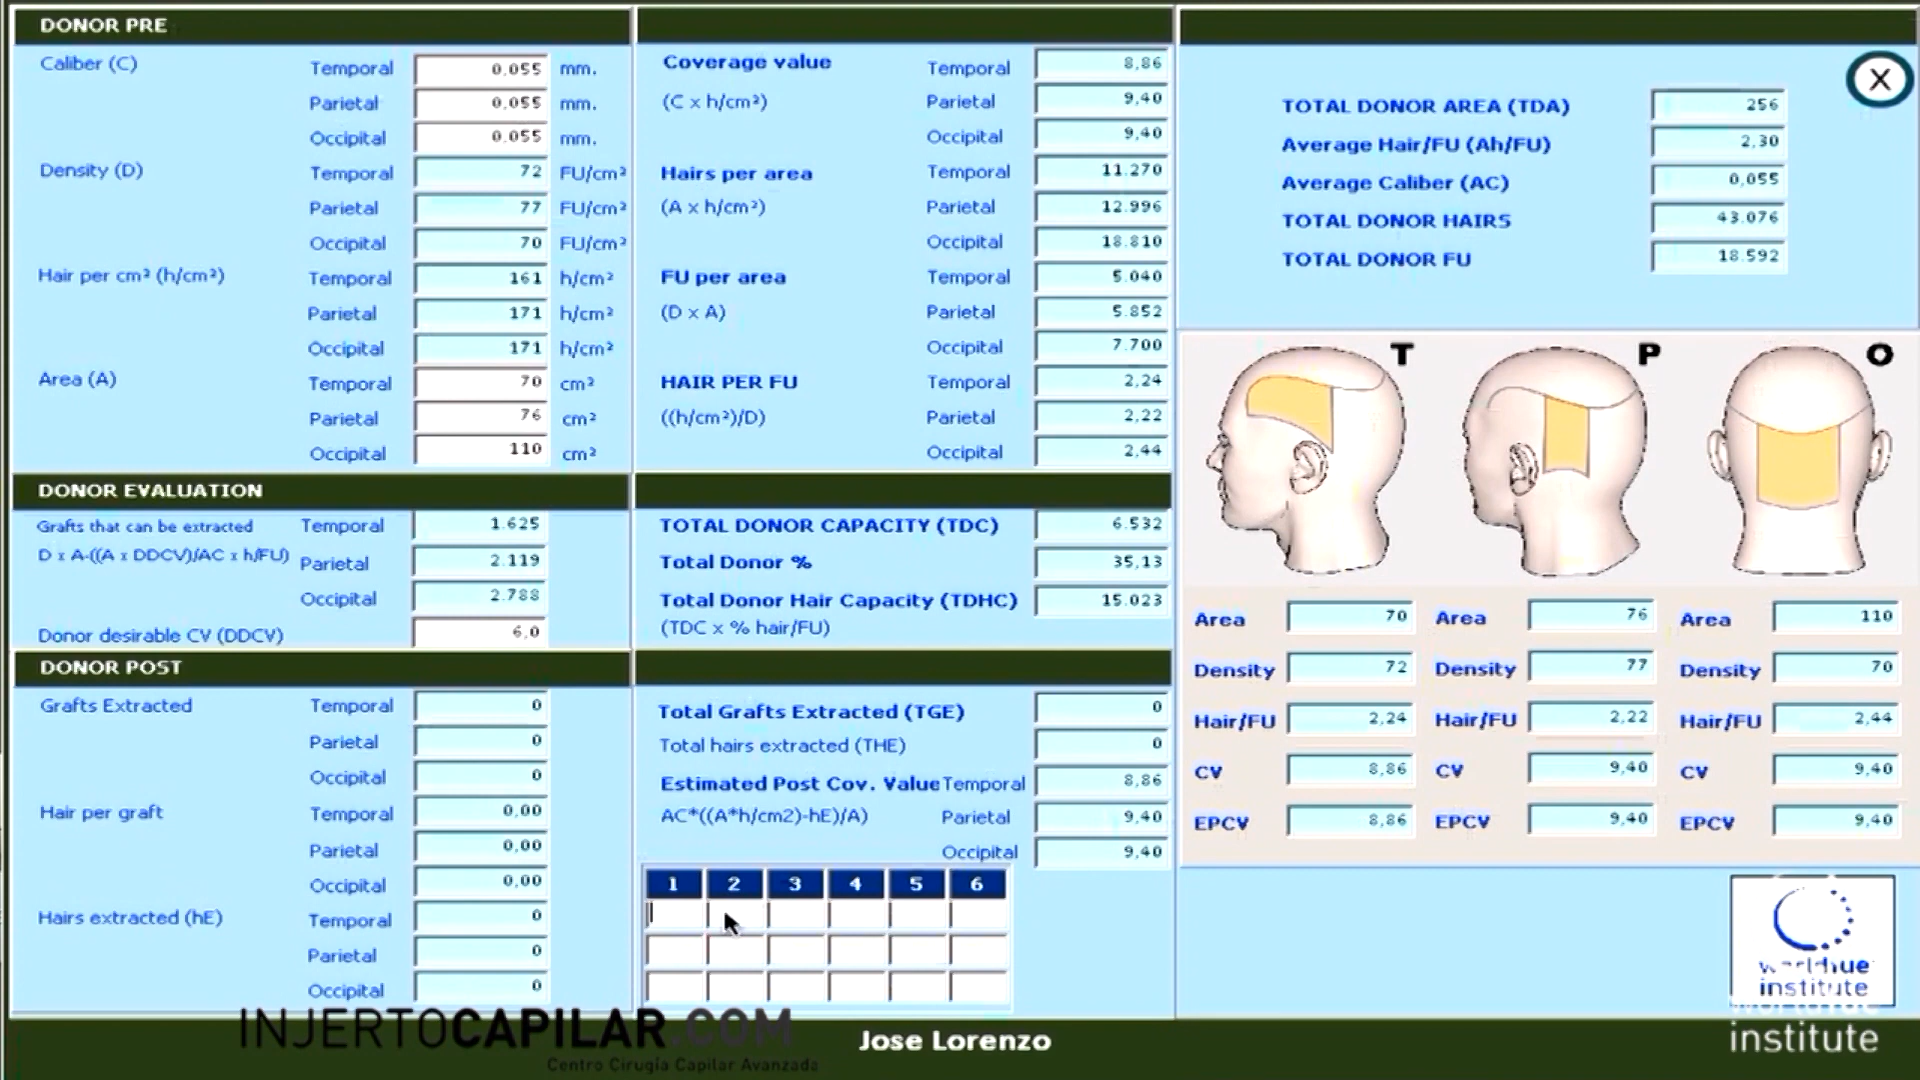 DONOR PRE
Caliber (C) Temporal 0,055 mm.
Parietal 0,055 mm.
Occipital 0,055 mm.
Density (D) Temporal 72 FU/cm²
Parietal 77 FU/cm²
Occipital 70 FU/cm²
Hair per cm² (h/cm²) Temporal 161 h/cm²
Parietal 171 h/cm²
Occipital 171 h/cm²
Area (A) Temporal 70 cm²
Parietal 76 cm²
Occipital 110 cm²
Coverage value Temporal 8,86
(C x h/cm²) Parietal 9,40
Occipital 9,40
Hairs per area Temporal 11.270
(A x h/cm²) Parietal 12.996
Occipital 18.810
FU per area Temporal 5.040
(D x A) Parietal 5.852
Occipital 7.700
HAIR PER FU Temporal 2,24
((h/cm²)/D) Parietal 2,22
Occipital 2,44
X
TOTAL DONOR AREA (TDA) 256
Average Hair/FU (Ah/FU) 2,30
Average Caliber (AC) 0,055
TOTAL DONOR HAIRS 43.076
TOTAL DONOR FU 18.592
T P O
Area 70 Area 76 Area 110
Density 72 Density 77 Density 70
Hair/FU 2,24 Hair/FU 2,22 Hair/FU 2,44
CV 8,86 CV 9,40 CV 9,40
EPCV 8,86 EPCV 9,40 EPCV 9,40
DONOR EVALUATION
Grafts that can be extracted Temporal 1.625
D x A-((A x DDCV)/AC x h/FU) Parietal 2.119
Occipital 2.788
Donor desirable CV (DDCV) 6,0
TOTAL DONOR CAPACITY (TDC) 6.532
Total Donor % 35,13
Total Donor Hair Capacity (TDHC) 15.023
(TDC x % hair/FU)
DONOR POST
Grafts Extracted Temporal 0
Parietal 0
Occipital 0
Hair per graft Temporal 0,00
Parietal 0,00
Occipital 0,00
Hairs extracted (hE) Temporal 0
Parietal 0
Occipital 0
Total Grafts Extracted (TGE) 0
Total hairs extracted (THE) 0
Estimated Post Cov. Value Temporal 8,86
AC*((A*h/cm2)-hE)/A) Parietal 9,40
Occipital 9,40
1 2 3 4 5 6
institute
INJERTOCAPILAR.COM
Centro Cirugía Capilar Avanzada
Jose Lorenzo
institute